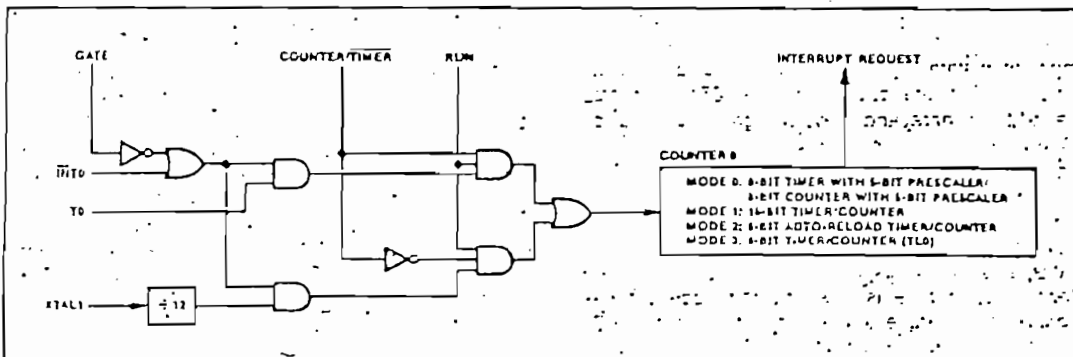 GATE
COUNTER/TIMER
RUN
INTERRUPT REQUEST
INT0
T0
XTAL1
÷ 12
COUNTER 0
MODE 0: 8-BIT TIMER WITH 5-BIT PRESCALER/
8-BIT COUNTER WITH 5-BIT PRESCALER
MODE 1: 16-BIT TIMER/COUNTER
MODE 2: 8-BIT AUTO-RELOAD TIMER/COUNTER
MODE 3: 8-BIT TIMER/COUNTER (TL0)